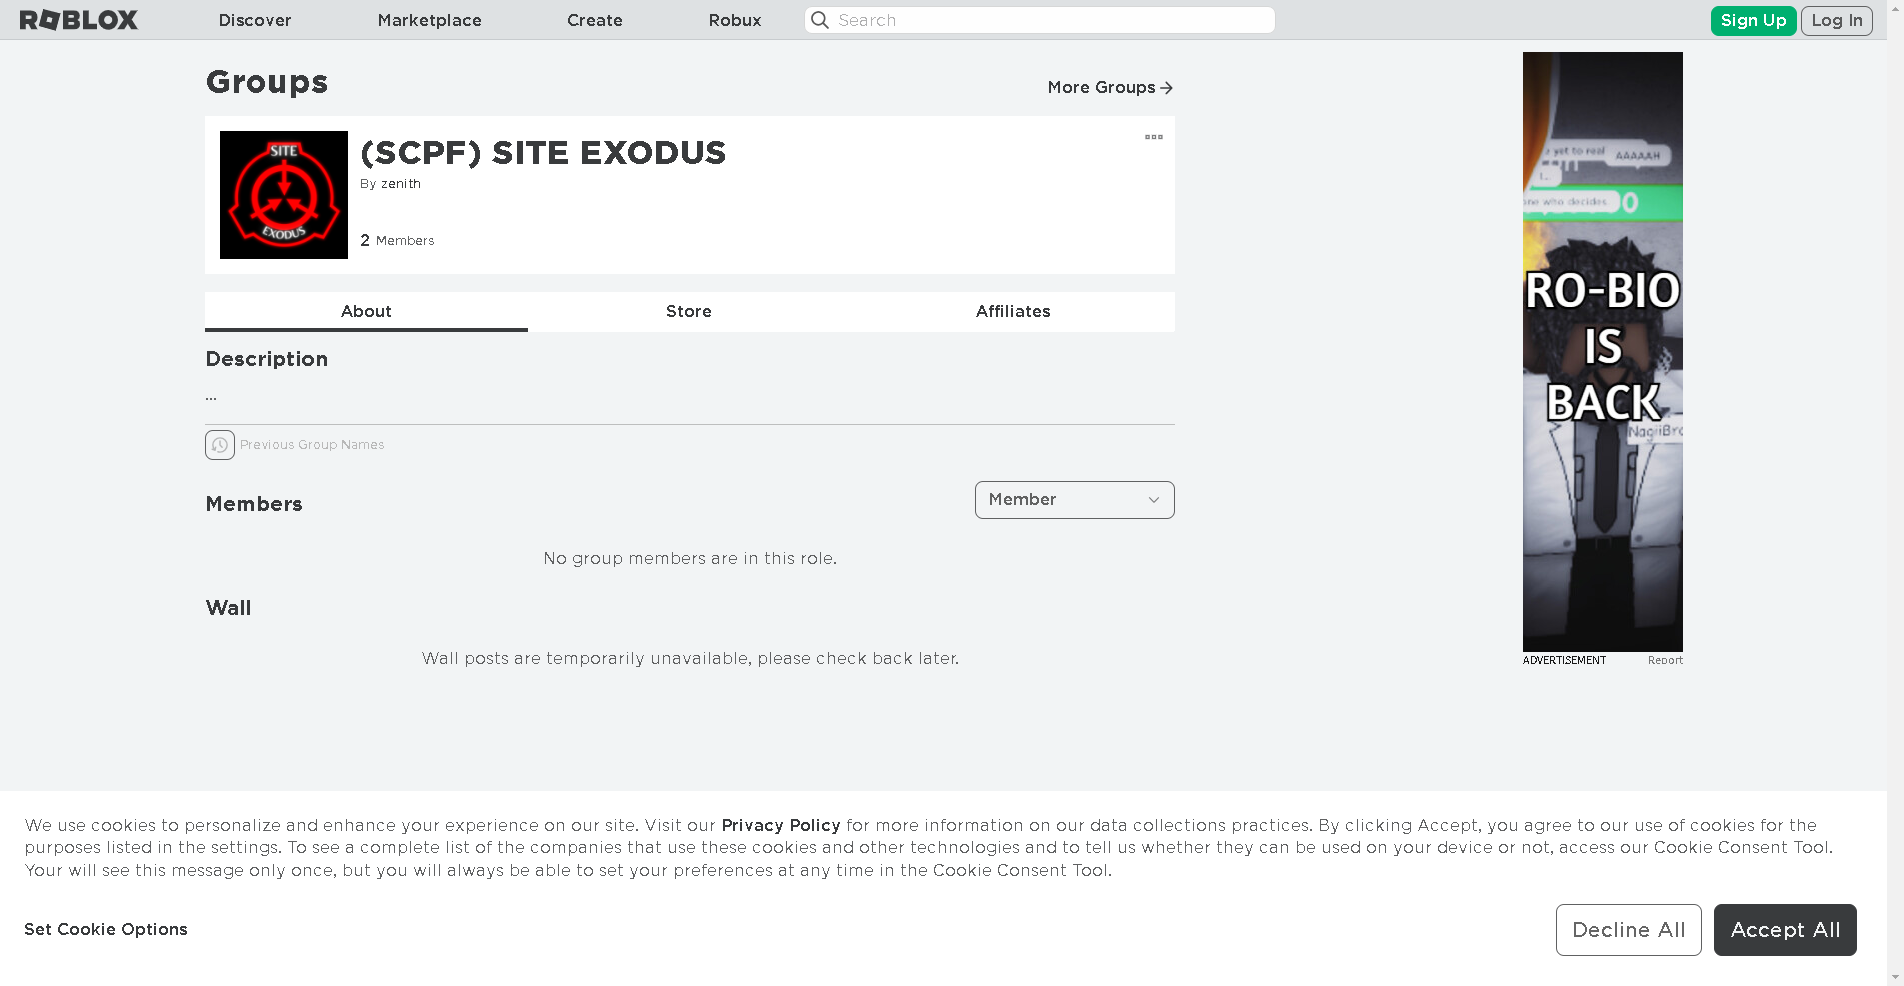 ROBLOX Discover Marketplace Create Robux Search Sign Up Log In
Groups
More Groups
SITE
EXODUS
(SCPF) SITE EXODUS
By zenith
2 Members
About Store Affiliates
Description
...
Previous Group Names
Members
Member
No group members are in this role.
Wall
Wall posts are temporarily unavailable, please check back later.
yet to real
AAAAAH
one who decides..
0
RO-BIO
IS
BACK
ADVERTISEMENT Report
We use cookies to personalize and enhance your experience on our site. Visit our Privacy Policy for more information on our data collections practices. By clicking Accept, you agree to our use of cookies for the
purposes listed in the settings. To see a complete list of the companies that use these cookies and other technologies and to tell us whether they can be used on your device or not, access our Cookie Consent Tool.
Your will see this message only once, but you will always be able to set your preferences at any time in the Cookie Consent Tool.
Set Cookie Options
Decline All Accept All